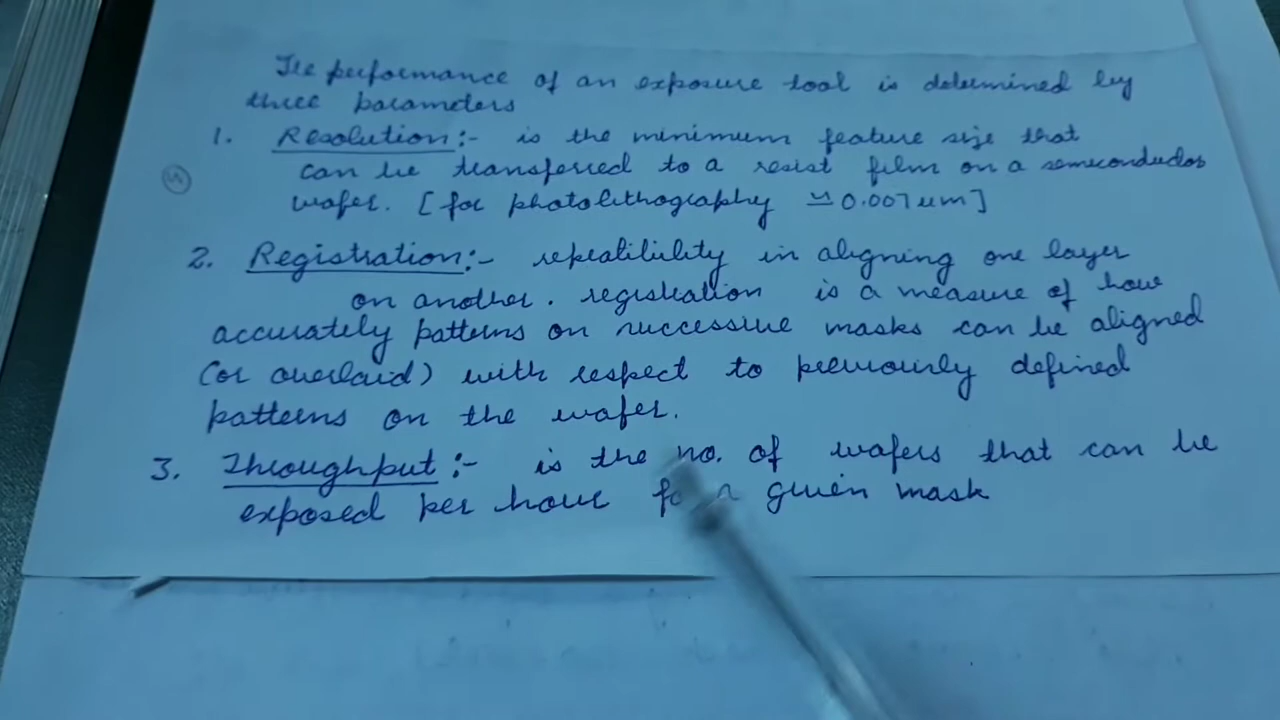 The performance of an exposure tool is determined by
three parameters
1. Resolution:- is the minimum feature size that
can be transferred to a resist film on a semiconductor
wafer. [for photolithography ≃ 0.007 um]
2. Registration:- repeatibility in aligning one layer
on another. registration is a measure of how
accurately patterns on successive masks can be aligned
(or overlaid) with respect to previously defined
patterns on the wafer.
3. Throughput:- is the no. of wafers that can be
exposed per hour for a given mask